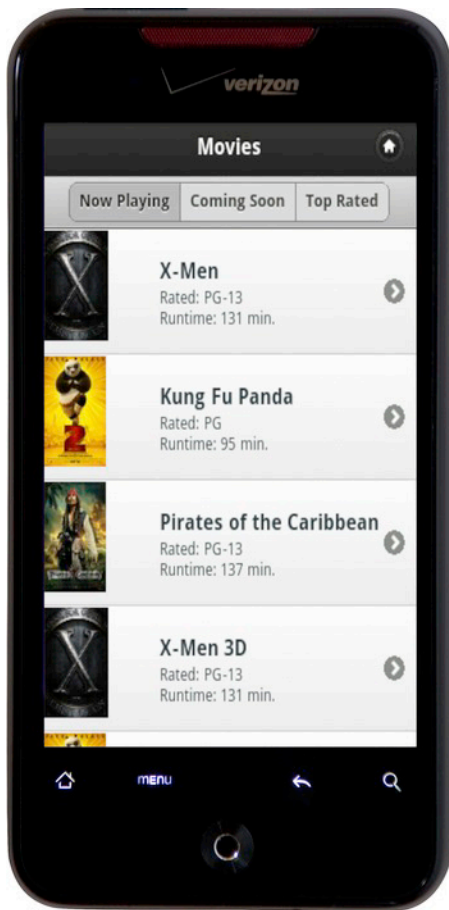 verizon
Movies
Now Playing Coming Soon Top Rated
X-Men
Rated: PG-13
Runtime: 131 min.
Kung Fu Panda
Rated: PG
Runtime: 95 min.
2
Pirates of the Caribbean
Rated: PG-13
Runtime: 137 min.
X-Men 3D
Rated: PG-13
Runtime: 131 min.
MENU